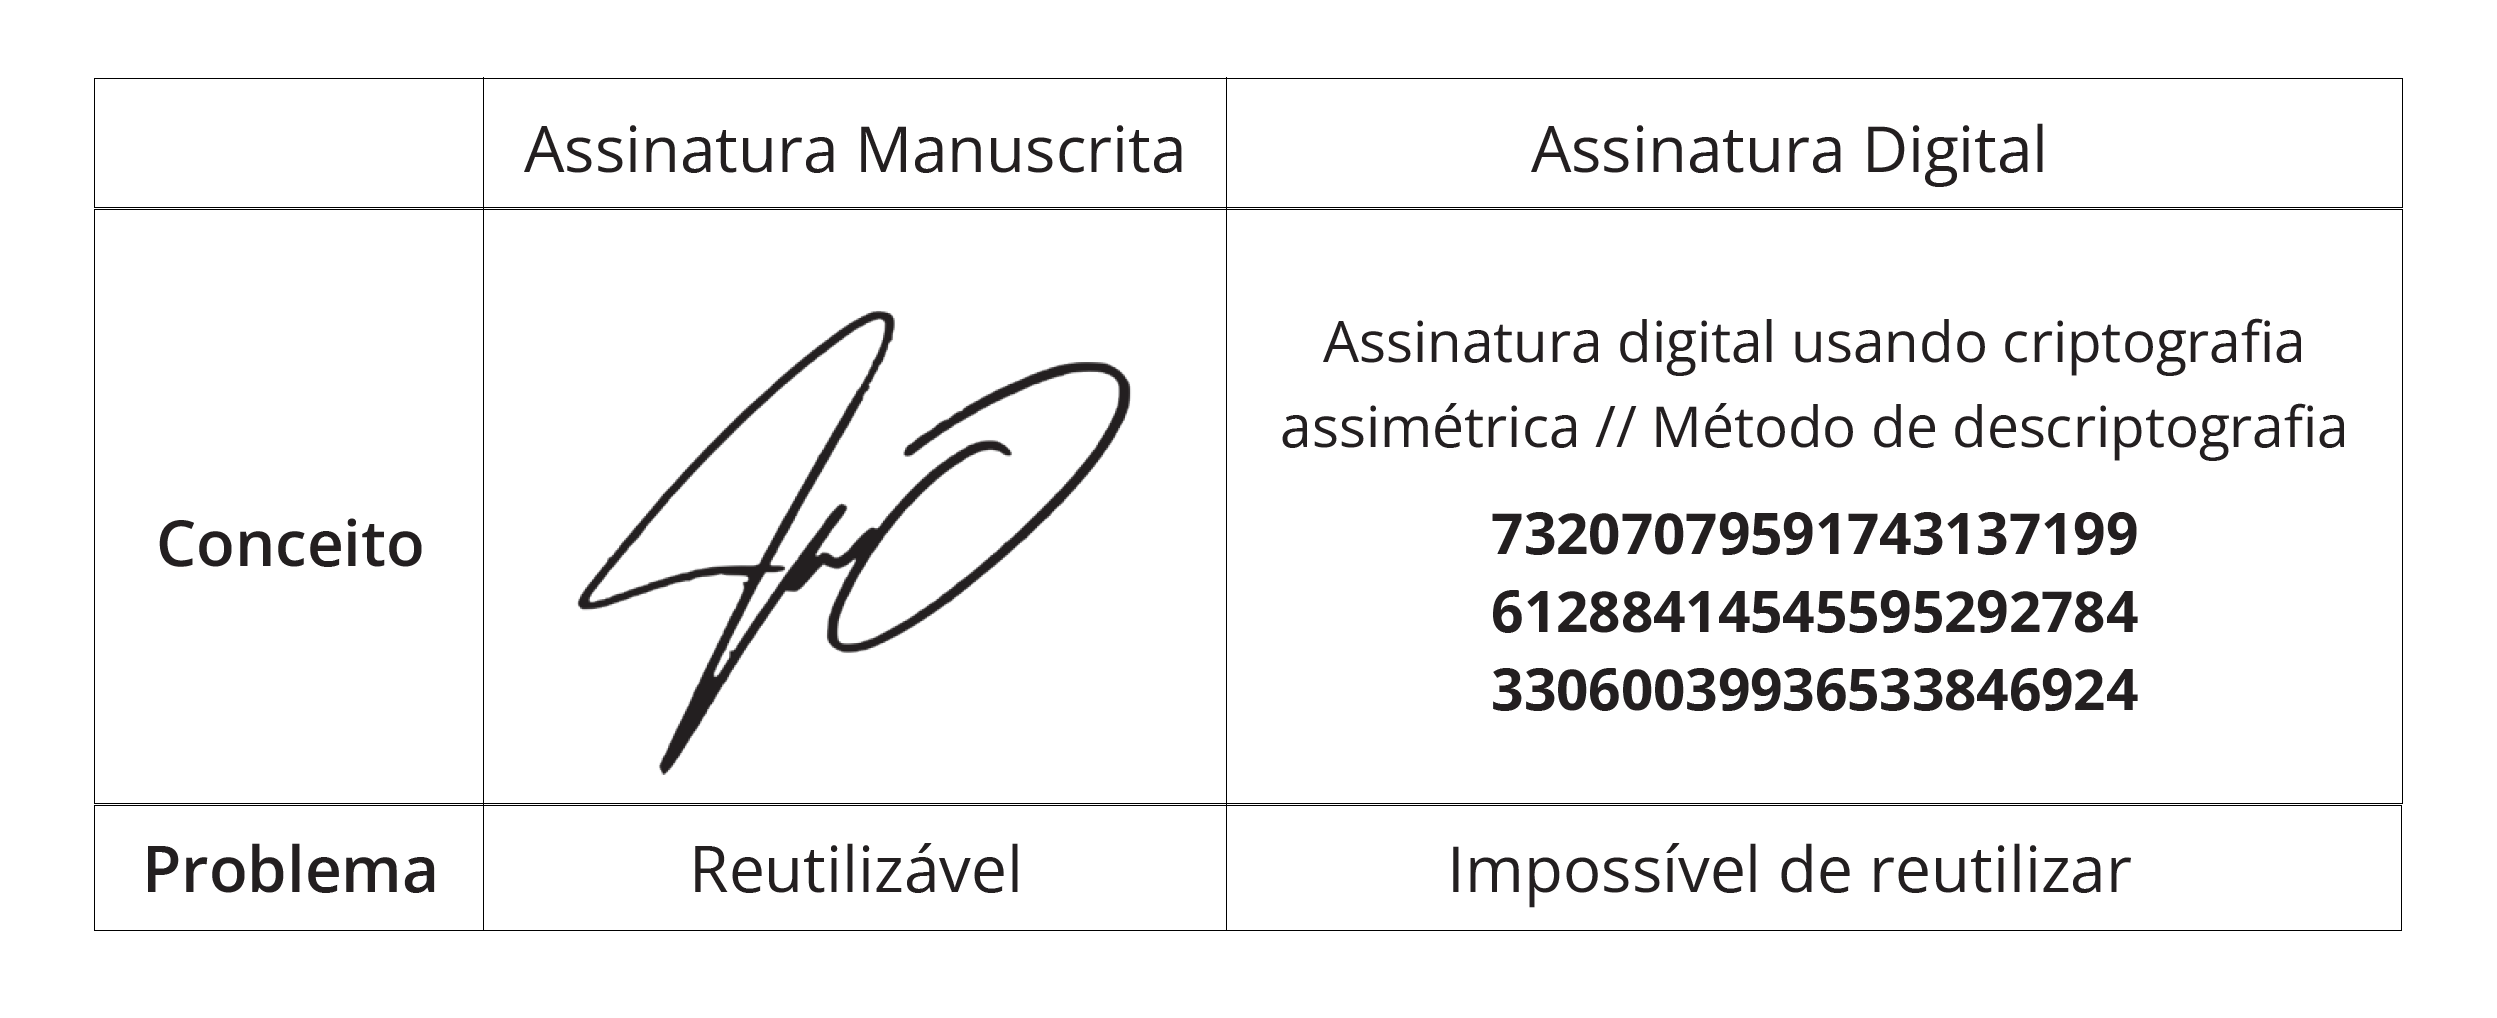 Assinatura Manuscrita
Assinatura Digital
Conceito
Assinatura digital usando criptografia
assimétrica // Método de descriptografia
73207079591743137199
61288414545595292784
33060039936533846924
Problema
Reutilizável
Impossível de reutilizar